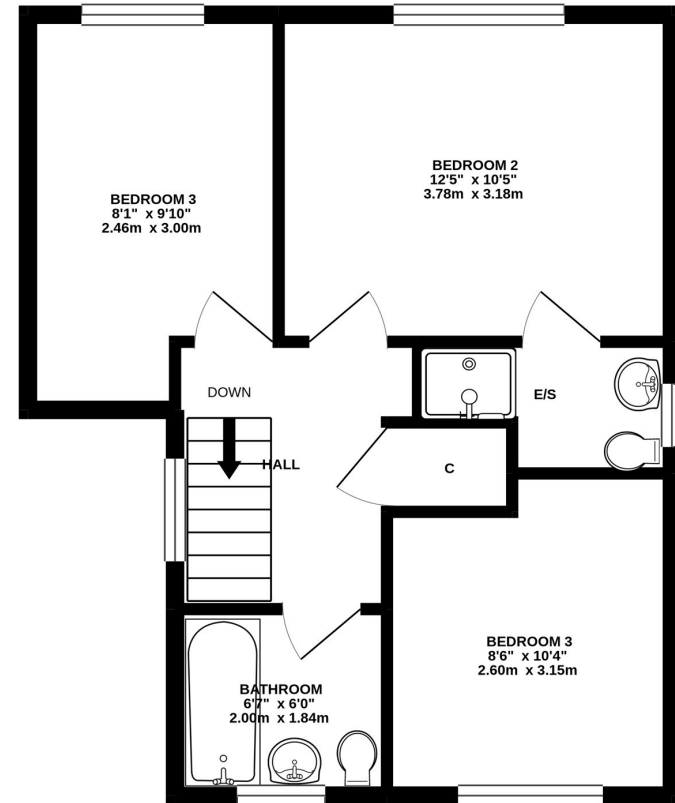 BEDROOM 2
12'5" x 10'5"
3.78m x 3.18m
BEDROOM 3
8'1" x 9'10"
2.46m x 3.00m
DOWN
E/S
HALL
C
BEDROOM 3
8'6" x 10'4"
2.60m x 3.15m
BATHROOM
6'7" x 6'0"
2.00m x 1.84m